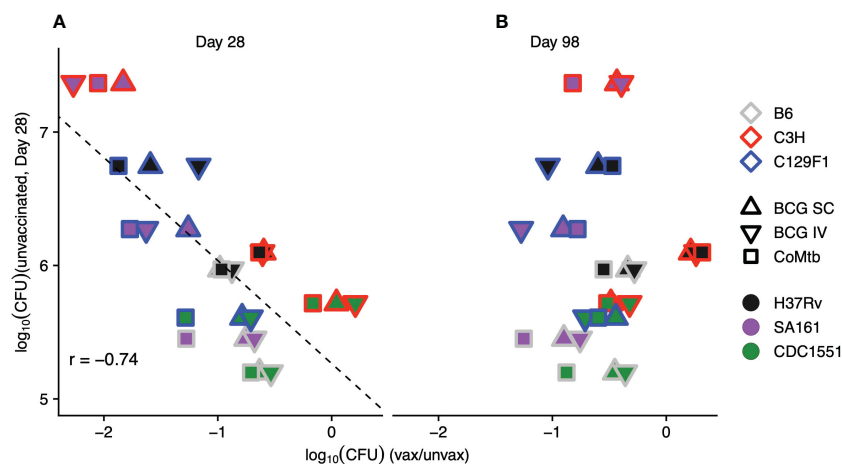 A
B
Day 28
Day 98
log₁₀(CFU)(unvaccinated, Day 28)
7
6
5
r = −0.74
−2
−1
0
−2
−1
0
log₁₀(CFU) (vax/unvax)
B6
C3H
C129F1
BCG SC
BCG IV
CoMtb
H37Rv
SA161
CDC1551